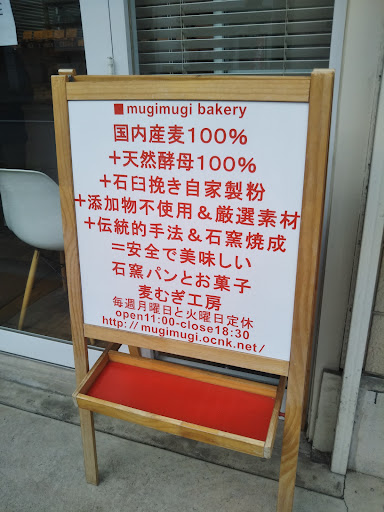 ■mugimugi bakery
国内産麦100%
+天然酵母100%
+石臼挽き自家製粉
+添加物不使用&厳選素材
+伝統的手法&石窯焼成
=安全で美味しい
石窯パンとお菓子
麦むぎ工房
毎週月曜日と火曜日定休
open11:00-close18:30
http://mugimugi.ocnk.net/